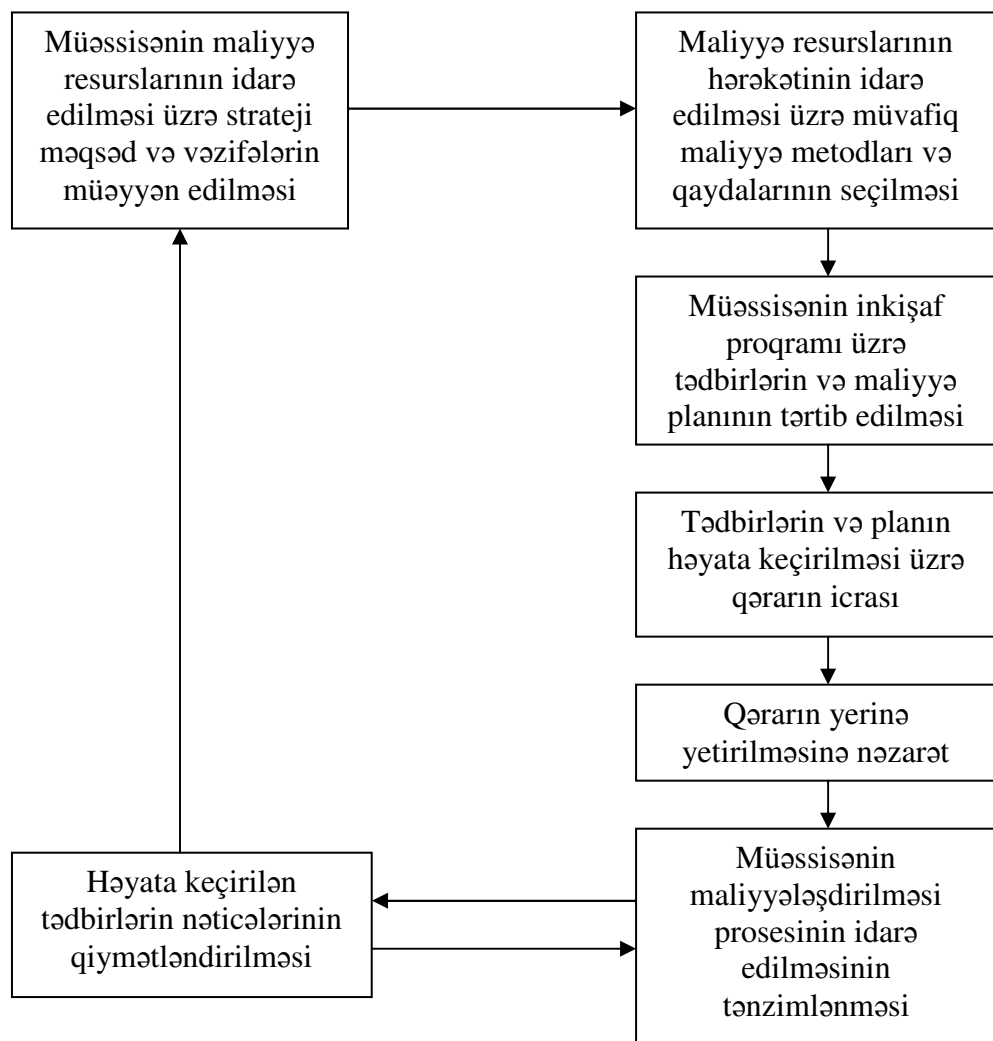 Müəssisənin maliyyə
resurslarının idarə
edilməsi üzrə strateji
məqsəd və vəzifələrin
müəyyən edilməsi
Maliyyə resurslarının
hərəkətinin idarə
edilməsi üzrə müvafiq
maliyyə metodları və
qaydalarının seçilməsi
Müəssisənin inkişaf
proqramı üzrə
tədbirlərin və maliyyə
planının tərtib edilməsi
Tədbirlərin və planın
həyata keçirilməsi üzrə
qərarın icrası
Qərarın yerinə
yetirilməsinə nəzarət
Müəssisənin
maliyyələşdirilməsi
prosesinin idarə
edilməsinin
tənzimlənməsi
Həyata keçirilən
tədbirlərin nəticələrinin
qiymətləndirilməsi